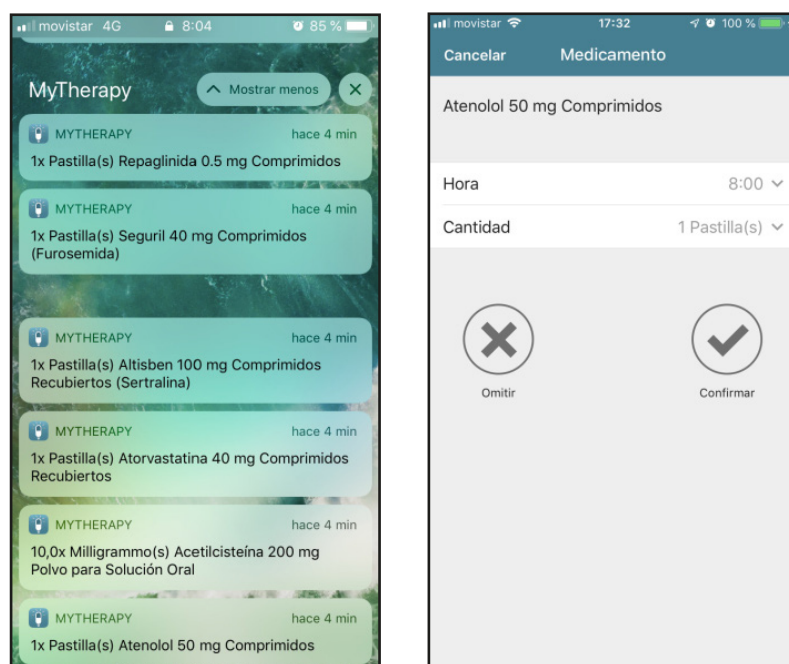 movistar 4G 8:04 85 %
MyTherapy
Mostrar menos
MYTHERAPY hace 4 min
1x Pastilla(s) Repaglinida 0.5 mg Comprimidos
MYTHERAPY hace 4 min
1x Pastilla(s) Seguril 40 mg Comprimidos
(Furosemida)
MYTHERAPY hace 4 min
1x Pastilla(s) Altisben 100 mg Comprimidos
Recubiertos (Sertralina)
MYTHERAPY hace 4 min
1x Pastilla(s) Atorvastatina 40 mg Comprimidos
Recubiertos
MYTHERAPY hace 4 min
10,0x Milligrammo(s) Acetilcisteína 200 mg
Polvo para Solución Oral
MYTHERAPY hace 4 min
1x Pastilla(s) Atenolol 50 mg Comprimidos
movistar 17:32 100 %
Cancelar Medicamento
Atenolol 50 mg Comprimidos
Hora 8:00
Cantidad 1 Pastilla(s)
Omitir Confirmar